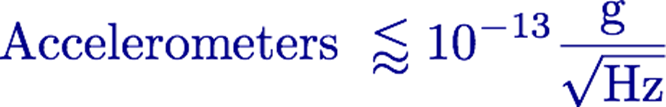 Accelerometers ⪅ 10⁻¹³ g/√Hz